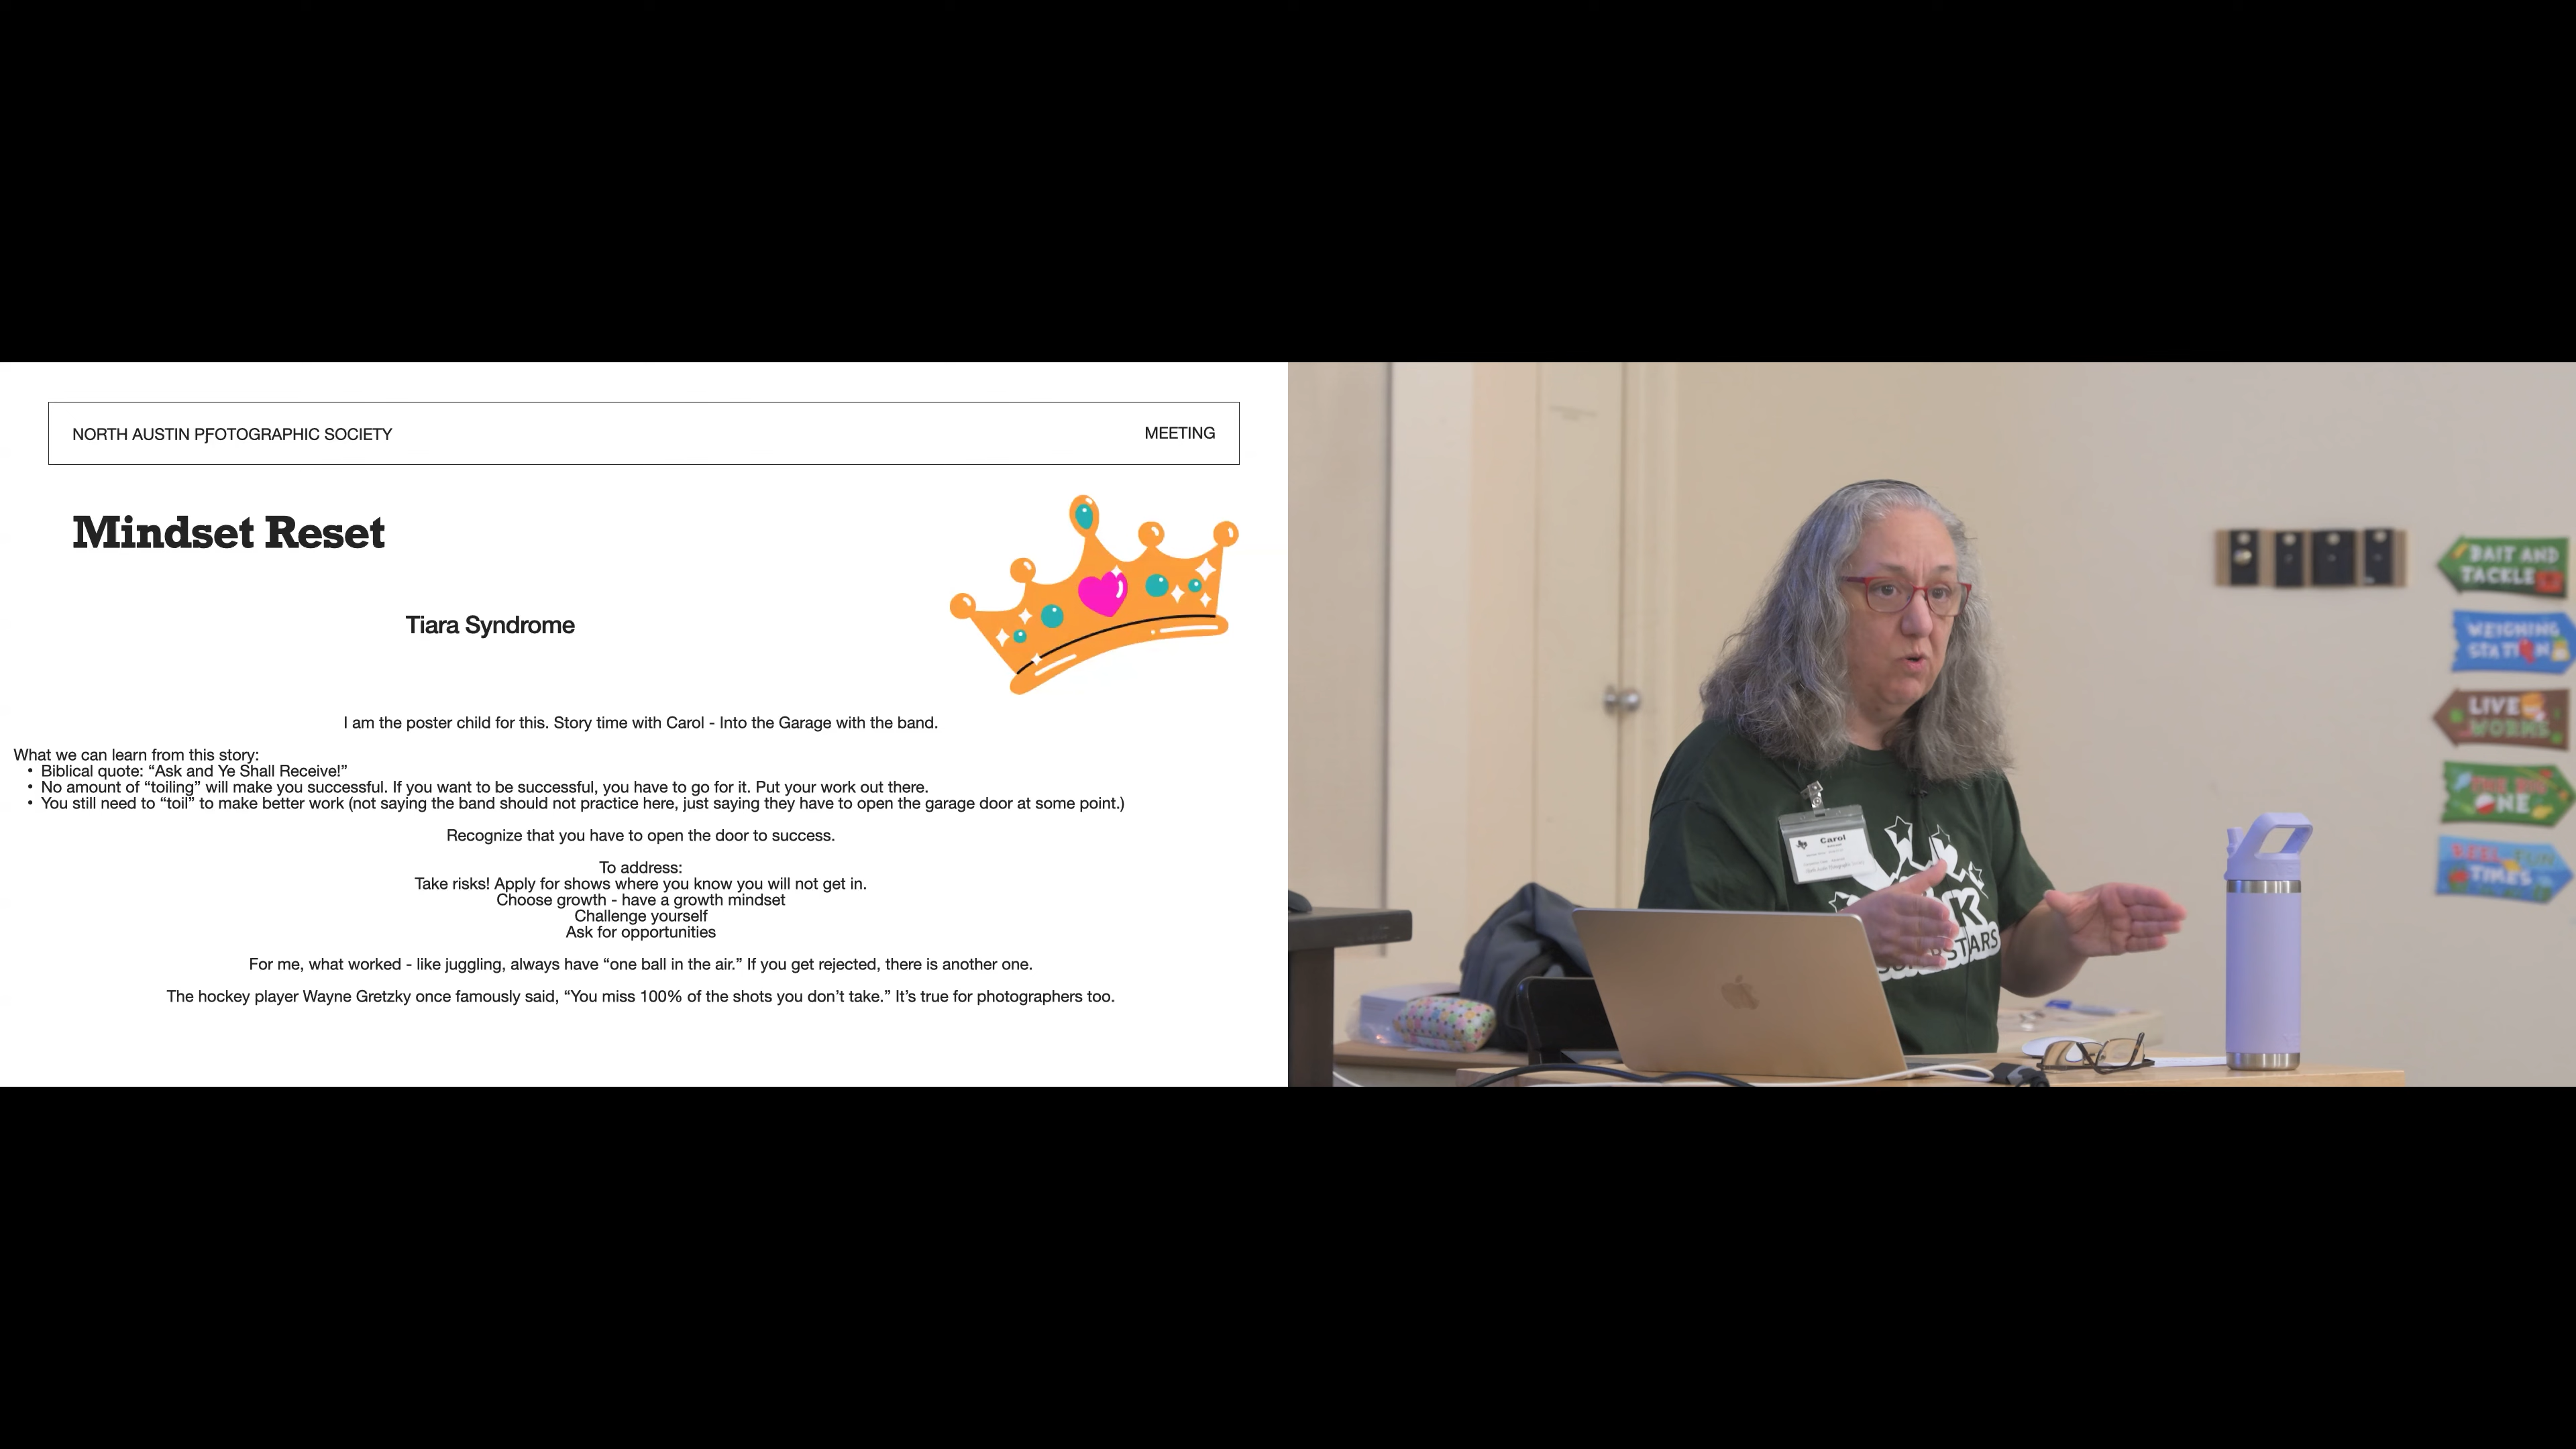 NORTH AUSTIN PƒOTOGRAPHIC SOCIETY
MEETING
Mindset Reset
Tiara Syndrome
I am the poster child for this. Story time with Carol - Into the Garage with the band.
What we can learn from this story:
• Biblical quote: “Ask and Ye Shall Receive!”
• No amount of “toiling” will make you successful. If you want to be successful, you have to go for it. Put your work out there.
• You still need to “toil” to make better work (not saying the band should not practice here, just saying they have to open the garage door at some point.)
Recognize that you have to open the door to success.
To address:
Take risks! Apply for shows where you know you will not get in.
Choose growth - have a growth mindset
Challenge yourself
Ask for opportunities
For me, what worked - like juggling, always have “one ball in the air.” If you get rejected, there is another one.
The hockey player Wayne Gretzky once famously said, “You miss 100% of the shots you don’t take.” It’s true for photographers too.
Carol
BAIT AND
TACKLE
WEIGHING
STATI N
LIVE
WORMS
ONE
REEL FUN
TIMES